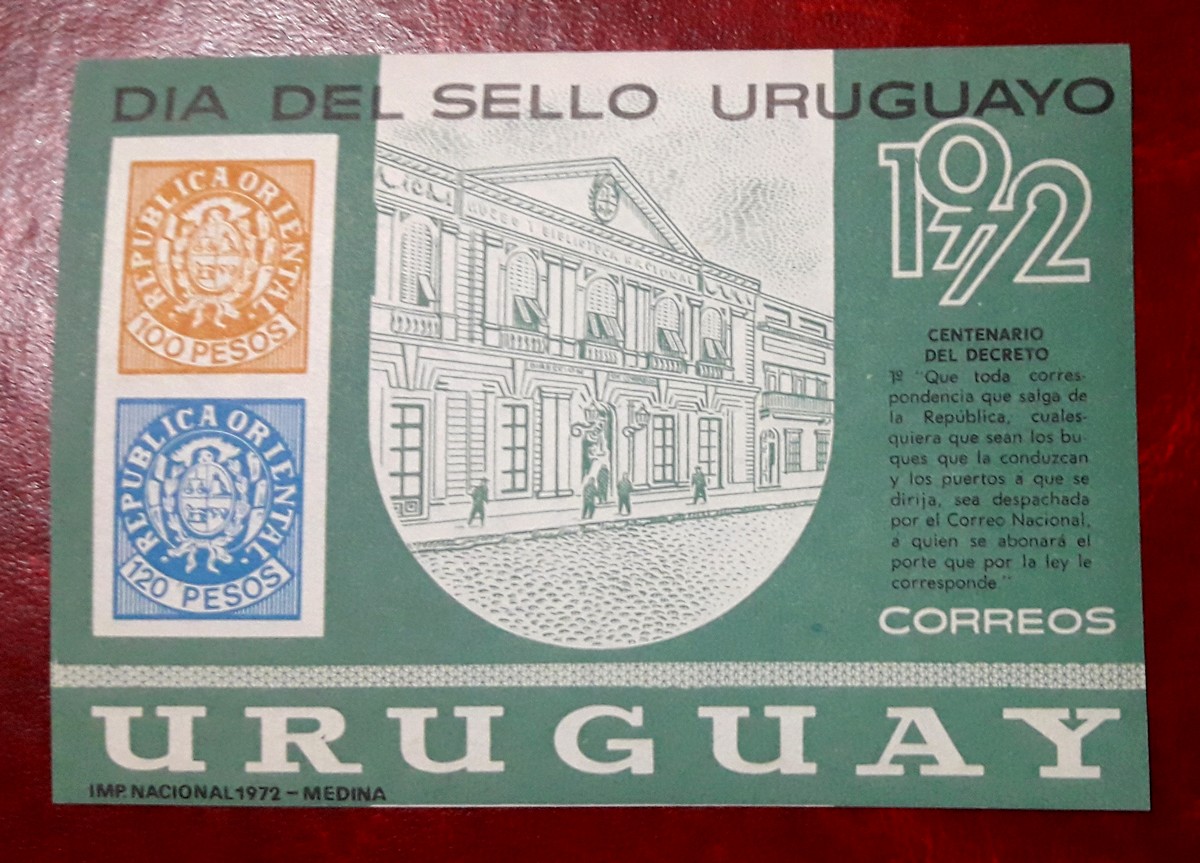 DIA DEL SELLO URUGUAYO
1972
REPUBLICA ORIENTAL
100 PESOS
REPUBLICA ORIENTAL
120 PESOS
MUSEO Y BIBLIOTECA NACIONAL
CENTENARIO
DEL DECRETO
1º "Que toda corres-
pondencia que salga de
la República, cuales-
quiera que sean los bu-
ques que la conduzcan
y los puertos a que se
dirija, sea despachada
por el Correo Nacional,
a quien se abonará el
porte que por la ley le
corresponde"
CORREOS
URUGUAY
IMP. NACIONAL 1972 - MEDINA